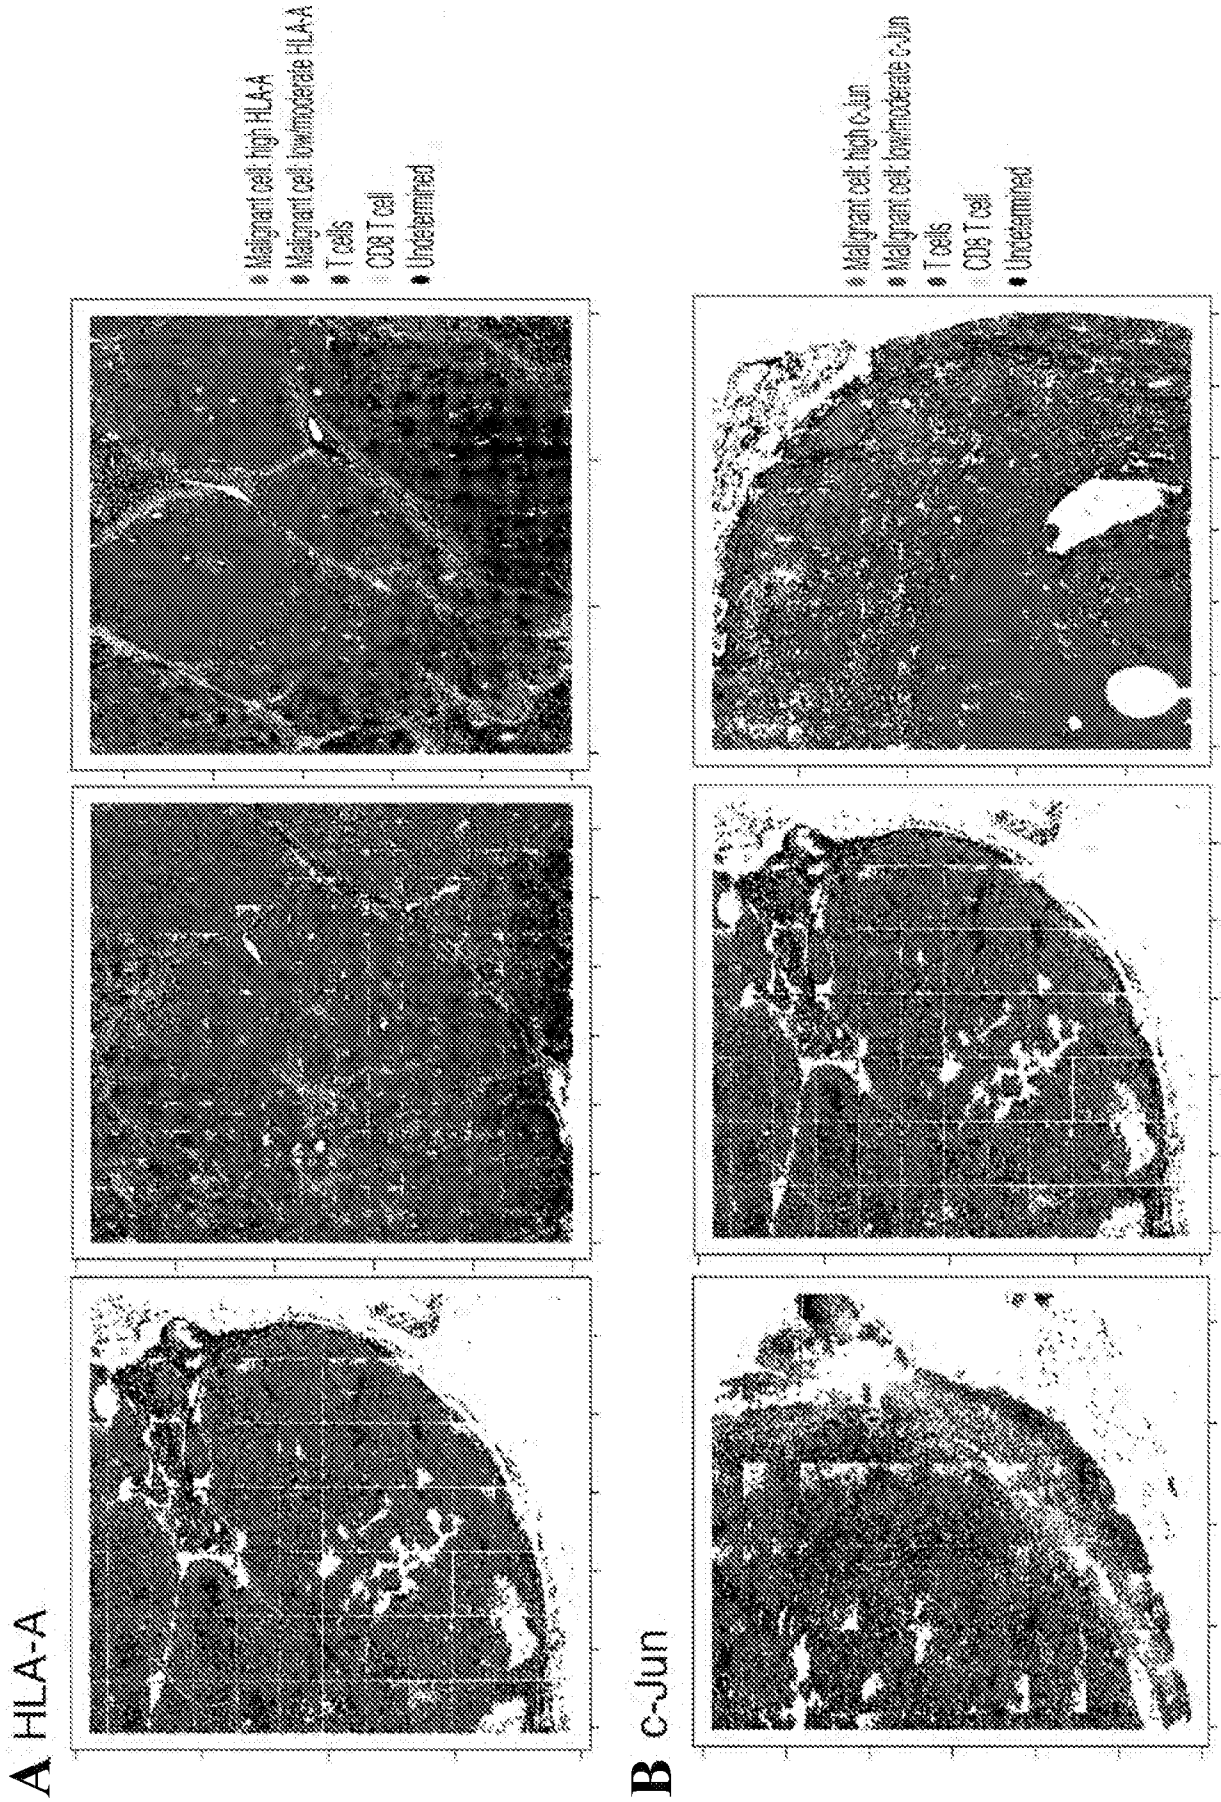 A HLA-A
Malignant cell: high HLA-A
Malignant cell: low/moderate HLA-A
T cells
CD8 T cell
Undetermined
B c-Jun
Malignant cell: high c-Jun
Malignant cell: low/moderate c-Jun
T cells
CD8 T cell
Undetermined